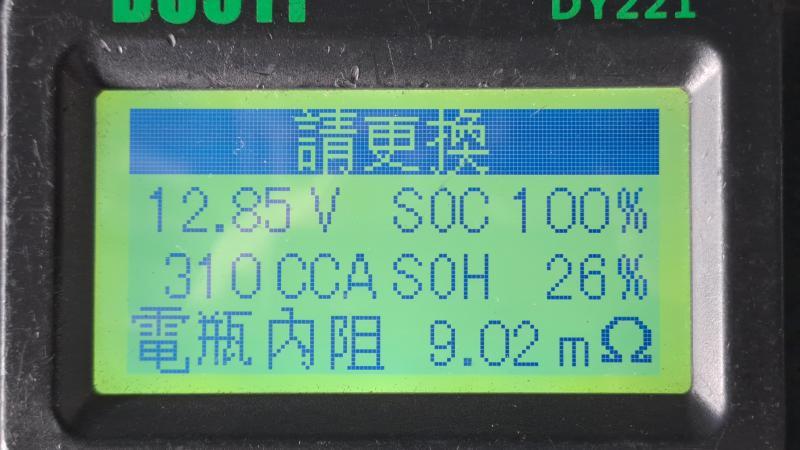 DY221
請更換
12.85V SOC 100%
310CCA SOH 26%
電瓶內阻 9.02 mΩ